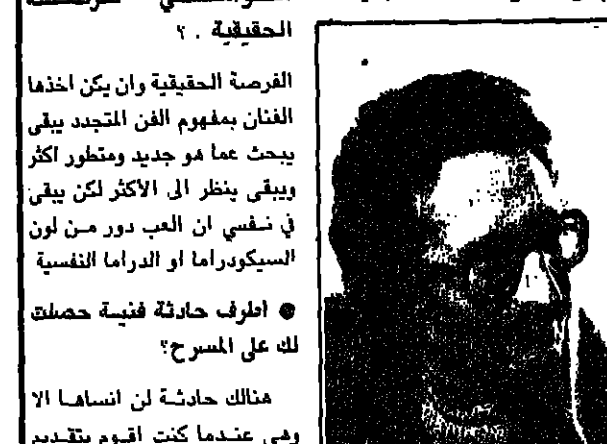 الحقيقية . ؟
الفرصة الحقيقية وان يكن اخذها
الفنان بمفهوم الفن المتجدد يبقى
يبحث عما هو جديد ومتطور اكثر
ويبقى ينظر الى الاكثر لكن يبقى
في نفسي ان العب دور من لون
السيكودراما او الدراما النفسية
● اطرف حادثة فنية حصلت
لك على المسرح؟
هنالك حادثة لن انساها الا
وهي عندما كنت اقوم بتقديم